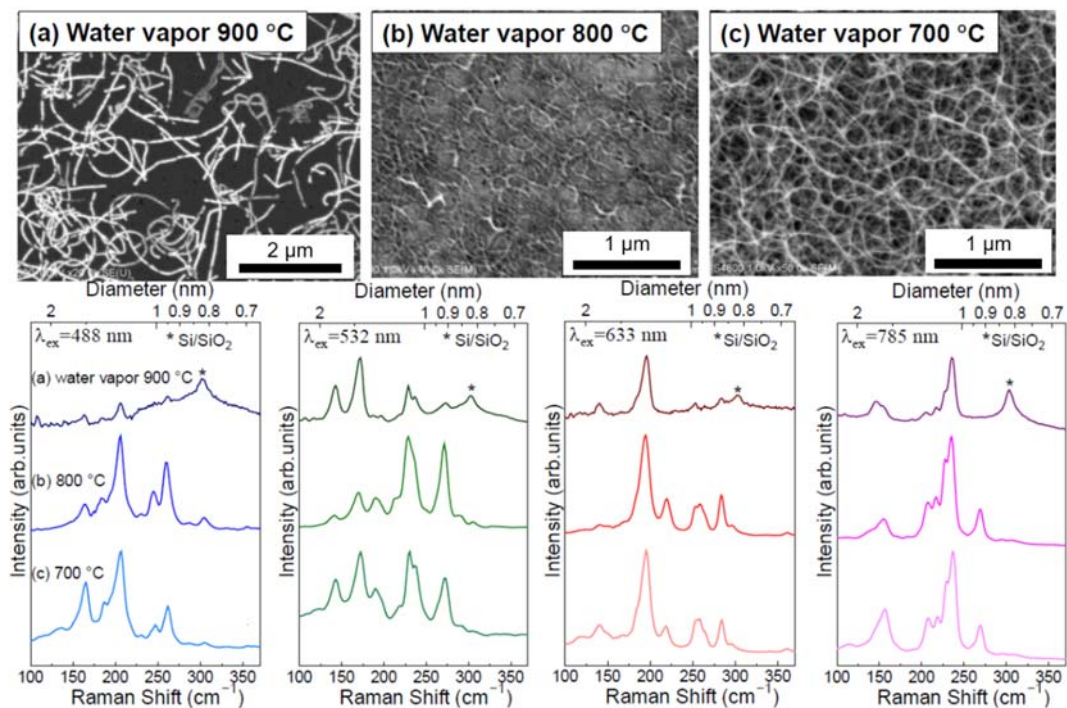 (a) Water vapor 900 °C
(b) Water vapor 800 °C
(c) Water vapor 700 °C
2 µm
1 µm
1 µm
Diameter (nm)
Diameter (nm)
Diameter (nm)
Diameter (nm)
2 1 0.9 0.8 0.7
2 1 0.9 0.8 0.7
2 1 0.9 0.8 0.7
2 1 0.9 0.8 0.7
λex=488 nm * Si/SiO2
λex=532 nm * Si/SiO2
λex=633 nm * Si/SiO2
λex=785 nm * Si/SiO2
(a) water vapor 900 °C
*
*
*
*
(b) 800 °C
(c) 700 °C
Intensity (arb.units)
Intensity (arb.units)
Intensity (arb.units)
Intensity (arb.units)
100 150 200 250 300 350
100 150 200 250 300 350
100 150 200 250 300 350
100 150 200 250 300 350
Raman Shift (cm⁻¹)
Raman Shift (cm⁻¹)
Raman Shift (cm⁻¹)
Raman Shift (cm⁻¹)